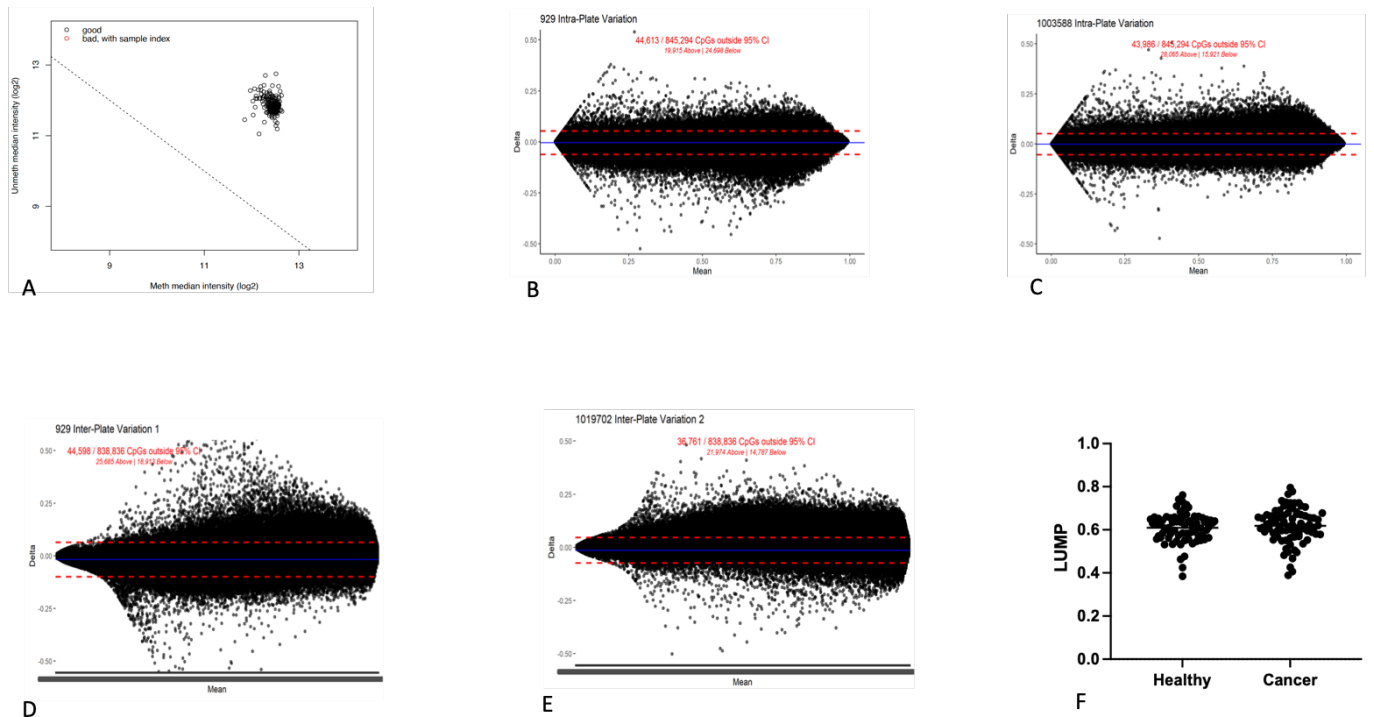 good
bad, with sample index
Unmeth median intensity (log2)
13
11
9
9
11
13
Meth median intensity (log2)
A
929 Intra-Plate Variation
44,613 / 845,294 CpGs outside 95% CI
19,915 Above | 24,698 Below
Delta
0.50
0.25
0.00
-0.25
-0.50
0.00
0.25
0.50
0.75
1.00
Mean
B
1003588 Intra-Plate Variation
43,986 / 845,294 CpGs outside 95% CI
28,065 Above | 15,921 Below
Delta
0.50
0.25
0.00
-0.25
-0.50
0.00
0.25
0.50
0.75
1.00
Mean
C
929 Inter-Plate Variation 1
44,598 / 838,836 CpGs outside 95% CI
25,685 Above | 18,913 Below
Delta
0.50
0.25
0.00
-0.25
-0.50
Mean
D
1019702 Inter-Plate Variation 2
36,761 / 838,836 CpGs outside 95% CI
21,974 Above | 14,787 Below
Delta
0.50
0.25
0.00
-0.25
-0.50
Mean
E
LUMP
1.0
0.8
0.6
0.4
0.2
0.0
Healthy
Cancer
F